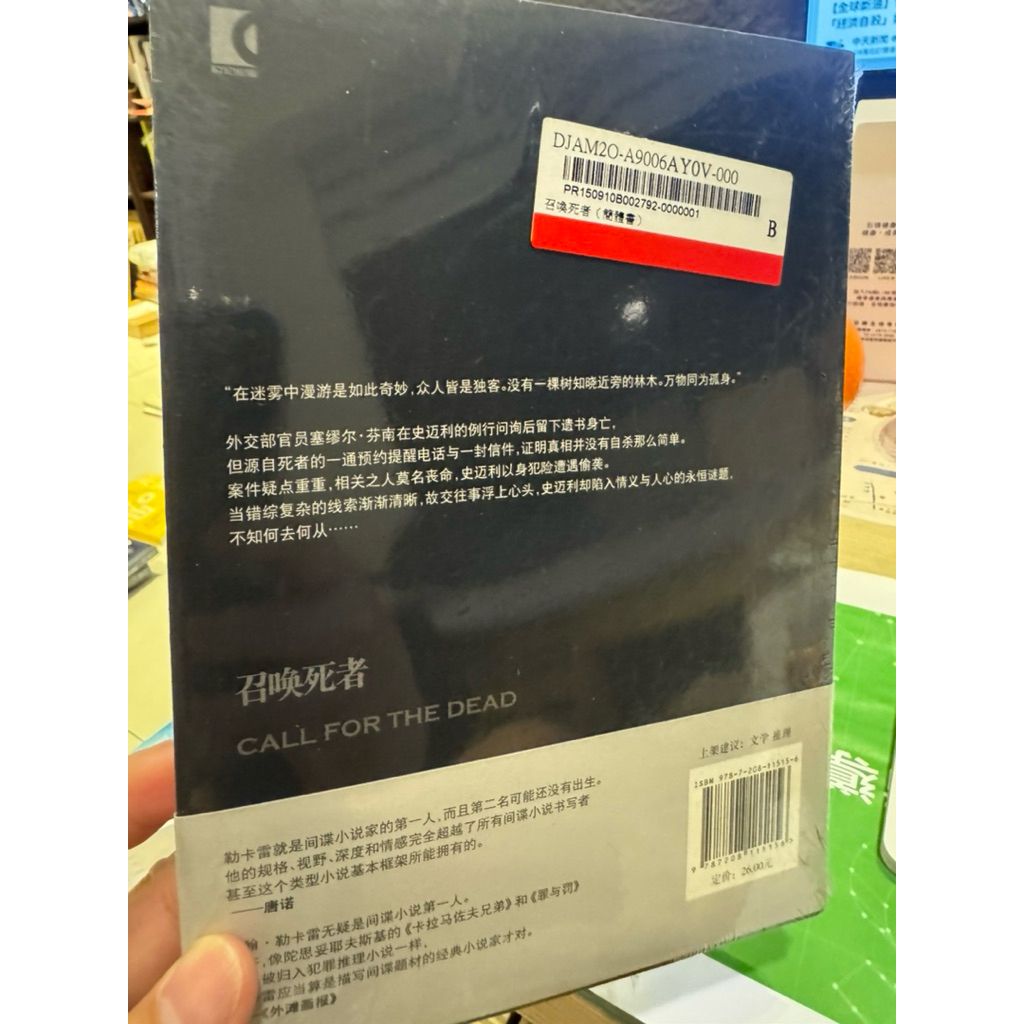 DJAM2O-A9006AY0V-000
PR150910B002792-0000001
召喚死者（簡體書）
B
“在迷雾中漫游是如此奇妙,众人皆是独客。没有一棵树知晓近旁的林木。万物同为孤身。”
外交部官员塞缪尔·芬南在史迈利的例行问询后留下遗书身亡,
但源自死者的一通预约提醒电话与一封信件,证明真相并没有自杀那么简单。
案件疑点重重,相关之人莫名丧命,史迈利以身犯险遭遇偷袭。
当错综复杂的线索渐渐清晰,故交往事浮上心头,史迈利却陷入情义与人心的永恒谜题,
不知何去何从……
召唤死者
CALL FOR THE DEAD
上架建议：文学 推理
ISBN 978-7-208-11515-6
9 787208 115156 >
定价：26.00元
勒卡雷就是间谍小说家的第一人,而且第二名可能还没有出生。
他的规格、视野、深度和情感完全超越了所有间谍小说书写者
甚至这个类型小说基本框架所能拥有的。
——唐诺
翰·勒卡雷无疑是间谍小说第一人。
,像陀思妥耶夫斯基的《卡拉马佐夫兄弟》和《罪与罚》
被归入犯罪推理小说一样,
雷应当算是描写间谍题材的经典小说家才对。
《外滩画报》